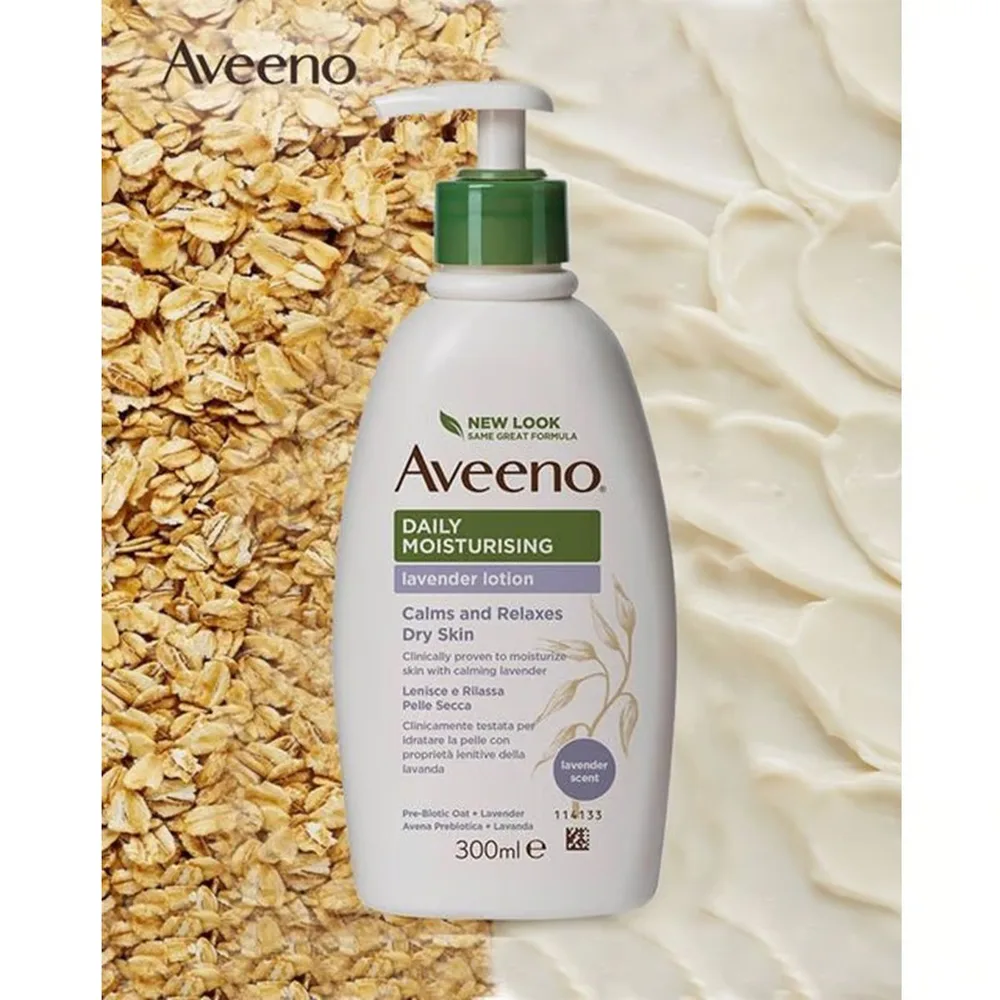 Aveeno
NEW LOOK
SAME GREAT FORMULA
Aveeno®
DAILY
MOISTURISING
lavender lotion
Calms and Relaxes
Dry Skin
Clinically proven to moisturize
skin with calming lavender
Lenisce e Rilassa
Pelle Secca
Clinicamente testata per
idratare la pelle con
proprietà lenitive della
lavanda
lavender
scent
Pre-Biotic Oat + Lavender
Avena Prebiotica + Lavanda
114133
300ml e